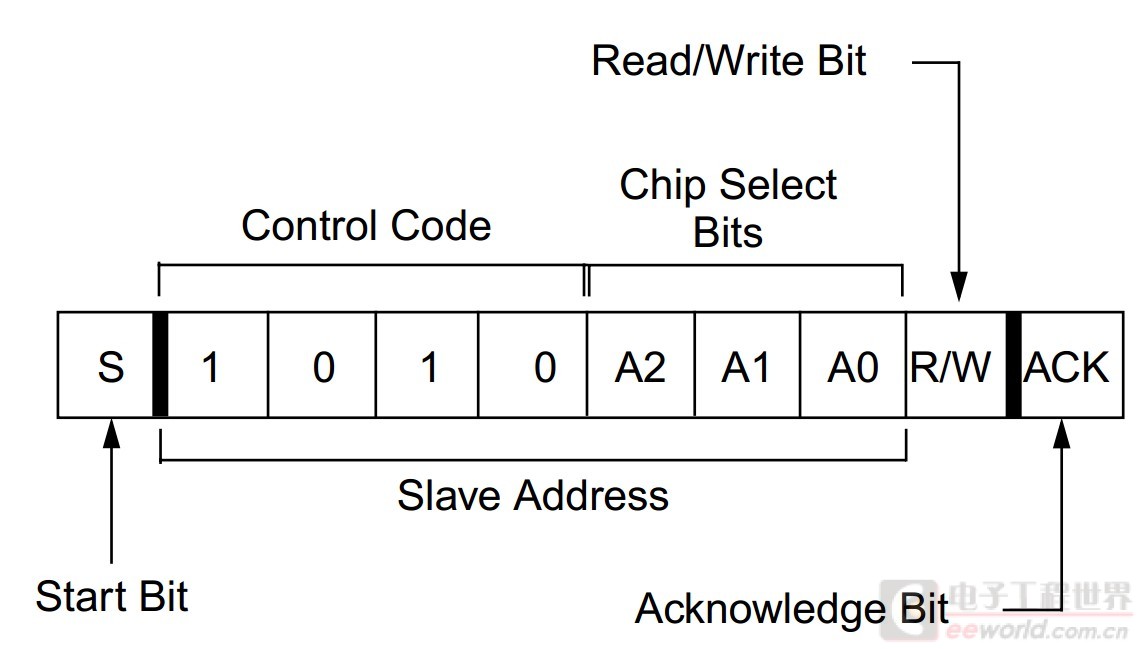 Read/Write Bit
Chip Select
Bits
Control Code
S 1 0 1 0 A2 A1 A0 R/W ACK
Slave Address
Start Bit
Acknowledge Bit
电子工程世界
eeworld.com.cn